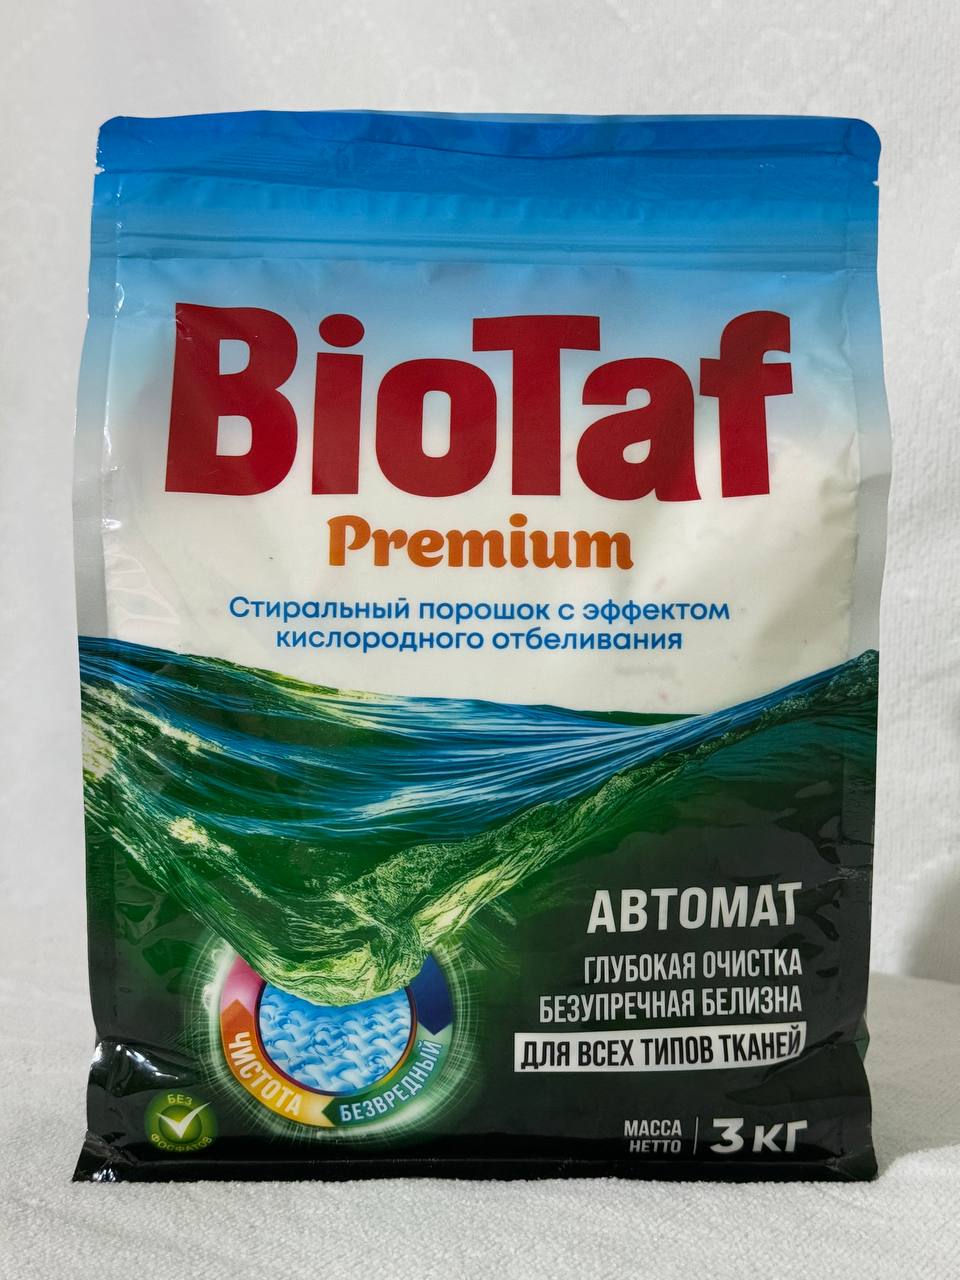 BioTaf
Premium
Стиральный порошок с эффектом
кислородного отбеливания
АВТОМАТ
ГЛУБОКАЯ ОЧИСТКА
БЕЗУПРЕЧНАЯ БЕЛИЗНА
ДЛЯ ВСЕХ ТИПОВ ТКАНЕЙ
ЧИСТОТА
БЕЗВРЕДНЫЙ
БЕЗ
ФОСФАТОВ
МАССА
НЕТТО
3 КГ